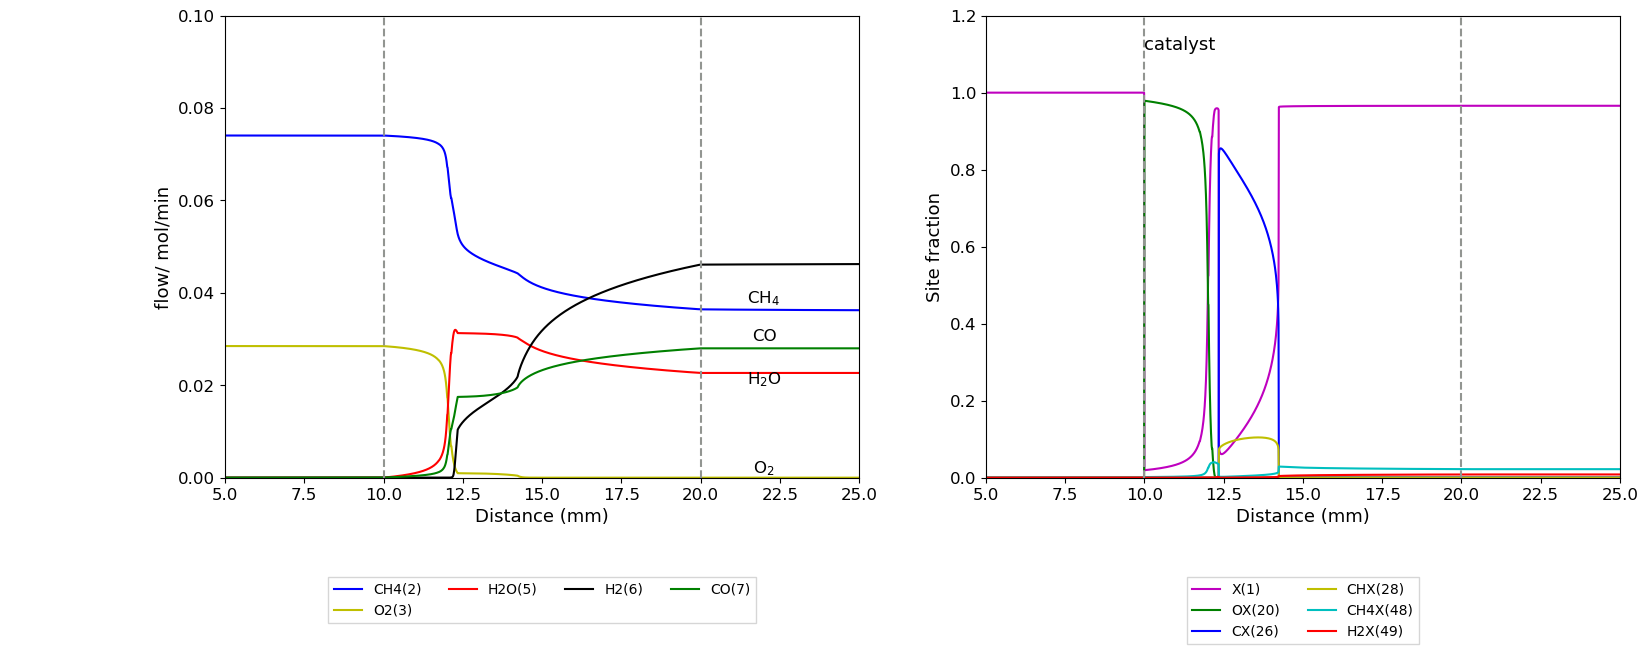 0.10
0.08
0.06
0.04
0.02
0.00
flow/ mol/min
CH4
CO
H2O
O2
5.0 7.5 10.0 12.5 15.0 17.5 20.0 22.5 25.0
Distance (mm)
CH4(2) H2O(5) H2(6) CO(7)
O2(3)
1.2
1.0
0.8
0.6
0.4
0.2
0.0
Site fraction
catalyst
5.0 7.5 10.0 12.5 15.0 17.5 20.0 22.5 25.0
Distance (mm)
X(1) CHX(28)
OX(20) CH4X(48)
CX(26) H2X(49)